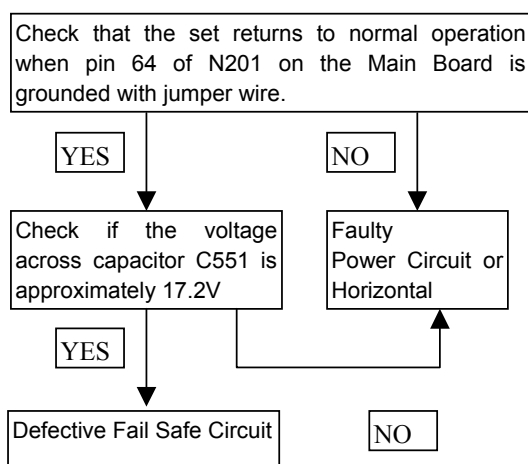 Check that the set returns to normal operation
when pin 64 of N201 on the Main Board is
grounded with jumper wire.
YES
NO
Check if the voltage
across capacitor C551 is
approximately 17.2V
Faulty
Power Circuit or
Horizontal
YES
Defective Fail Safe Circuit
NO